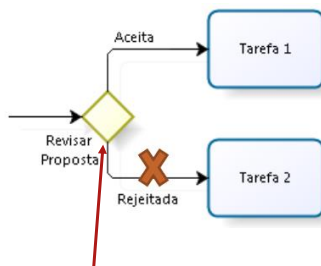 Aceita
Tarefa 1
Revisar
Proposta
Rejeitada
Tarefa 2